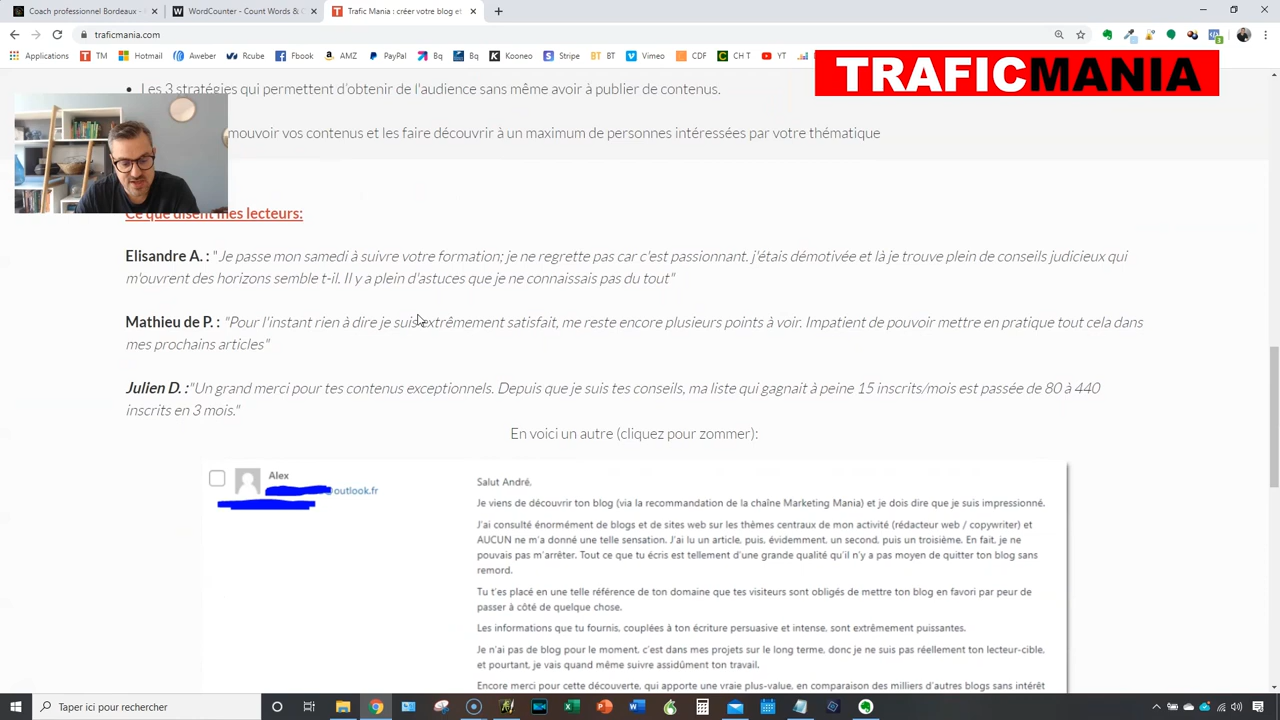 Coach professionnel Bordeaux -
WordCounter - Count Words & C
Trafic Mania : créer votre blog et
traficmania.com
Applications
Hotmail
Aweber
Rcube
Fbook
AMZ
PayPal
Bq
Bq
Kooneo
Stripe
BT
BT
Vimeo
CDF
CH T
YT
TRAFICMANIA
• Les 3 stratégies qui permettent d'obtenir de l'audience sans même avoir à publier de contenus.
mouvoir vos contenus et les faire découvrir à un maximum de personnes intéressées par votre thématique
Ce que disent mes lecteurs:
Elisandre A. : "Je passe mon samedi à suivre votre formation; je ne regrette pas car c'est passionnant. j'étais démotivée et là je trouve plein de conseils judicieux qui
m'ouvrent des horizons semble t-il. Il y a plein d'astuces que je ne connaissais pas du tout"
Mathieu de P. : "Pour l'instant rien à dire je suis extrêmement satisfait, me reste encore plusieurs points à voir. Impatient de pouvoir mettre en pratique tout cela dans
mes prochains articles"
Julien D. :"Un grand merci pour tes contenus exceptionnels. Depuis que je suis tes conseils, ma liste qui gagnait à peine 15 inscrits/mois est passée de 80 à 440
inscrits en 3 mois."
En voici un autre (cliquez pour zommer):
Alex
@outlook.fr
Salut André,
Je viens de découvrir ton blog (via la recommandation de la chaîne Marketing Mania) et je dois dire que je suis impressionné.
J'ai consulté énormément de blogs et de sites web sur les thèmes centraux de mon activité (rédacteur web / copywriter) et
AUCUN ne m'a donné une telle sensation. J'ai lu un article, puis, évidemment, un second, puis un troisième. En fait, je ne
pouvais pas m'arrêter. Tout ce que tu écris est tellement d'une grande qualité qu'il n'y a pas moyen de quitter ton blog sans
remord.
Tu t'es placé en une telle référence de ton domaine que tes visiteurs sont obligés de mettre ton blog en favori par peur de
passer à côté de quelque chose.
Les informations que tu fournis, couplées à ton écriture persuasive et intense, sont extrêmement puissantes.
Je n'ai pas de blog pour le moment, c'est dans mes projets sur le long terme, donc je ne suis pas réellement ton lecteur-cible,
et pourtant, je vais quand même suivre assidûment ton travail.
Encore merci pour cette découverte, qui apporte une vraie plus-value, en comparaison des milliers d'autres blogs sans intérêt
Taper ici pour rechercher